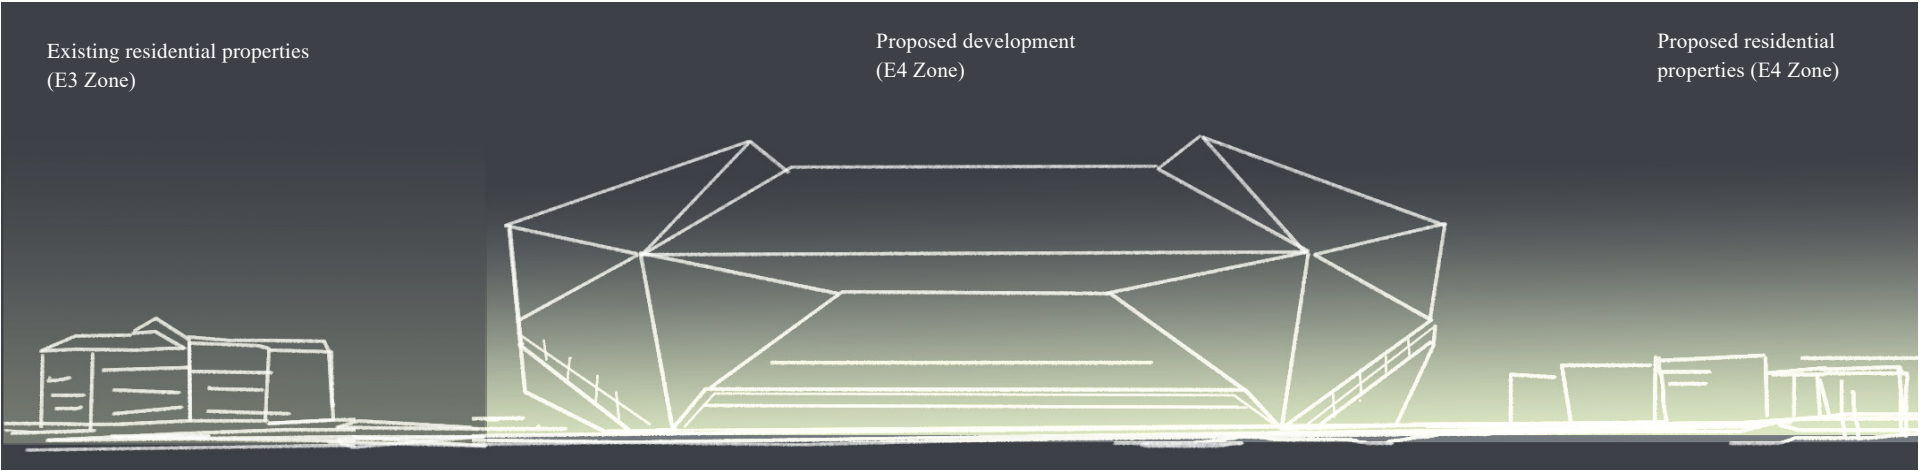 Existing residential properties
(E3 Zone)
Proposed development
(E4 Zone)
Proposed residential
properties (E4 Zone)